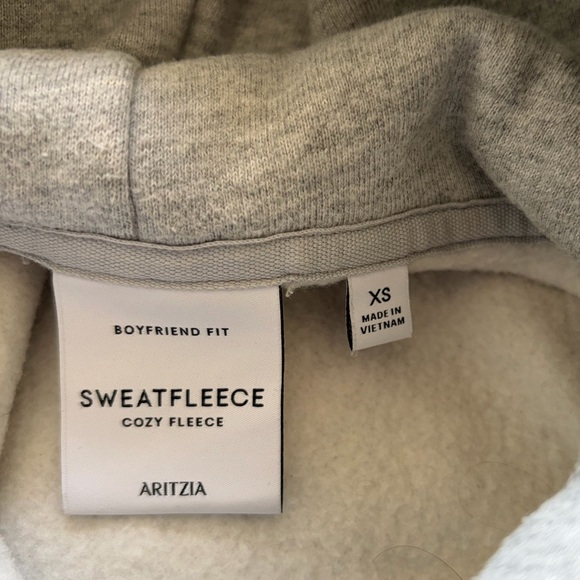 BOYFRIEND FIT
SWEATFLEECE
COZY FLEECE
ARITZIA
XS
MADE IN
VIETNAM